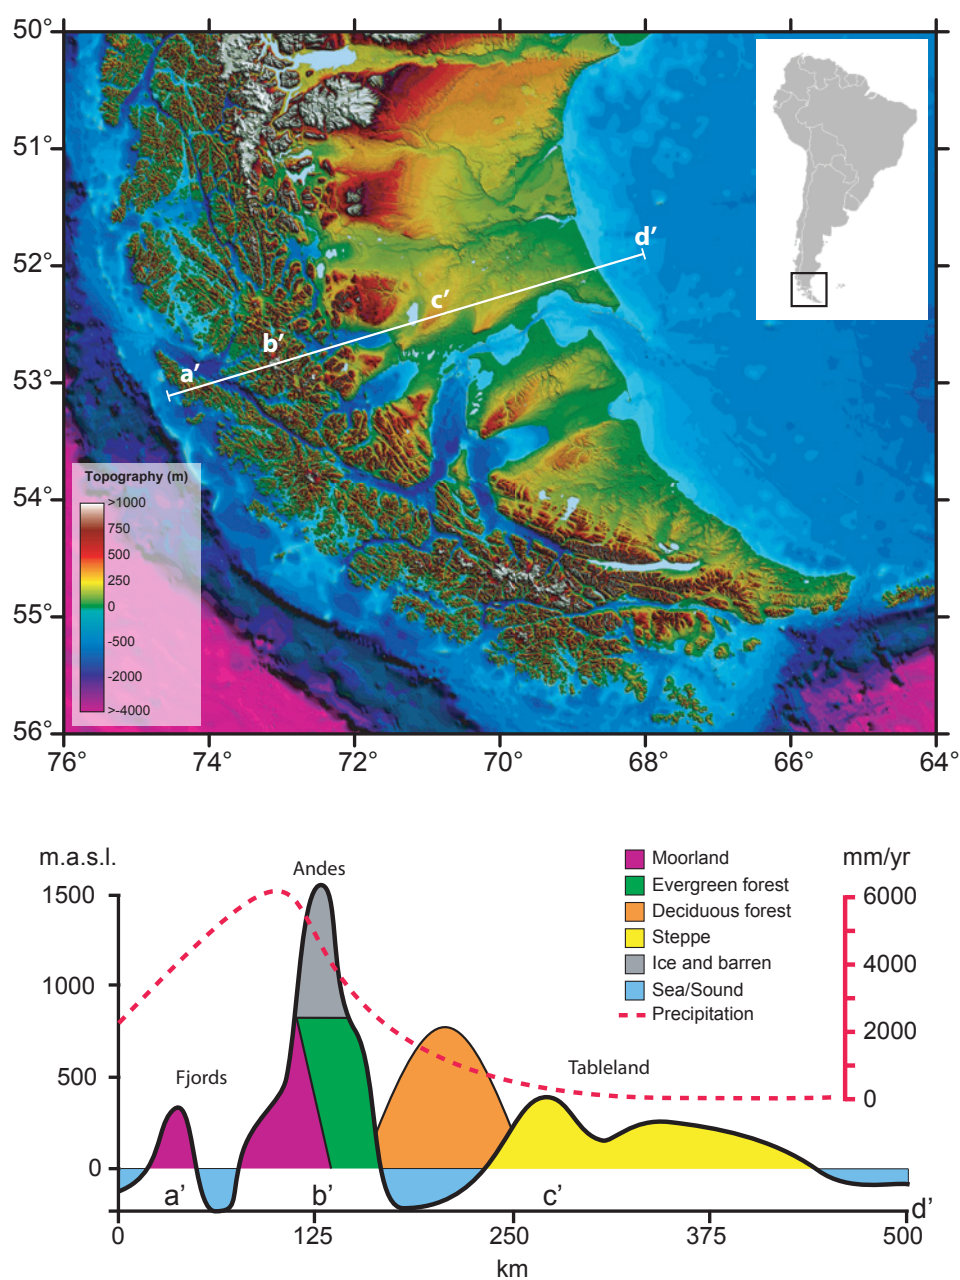 50°
51°
52°
53°
54°
55°
56°
76°
74°
72°
70°
68°
66°
64°
a’
b’
c’
d’
Topography (m)
>1000
750
500
250
0
-500
-2000
>-4000
m.a.s.l.
1500
1000
500
0
Andes
Fjords
Tableland
Moorland
Evergreen forest
Deciduous forest
Steppe
Ice and barren
Sea/Sound
Precipitation
mm/yr
6000
4000
2000
0
a’
b’
c’
d’
0
125
250
375
500
km